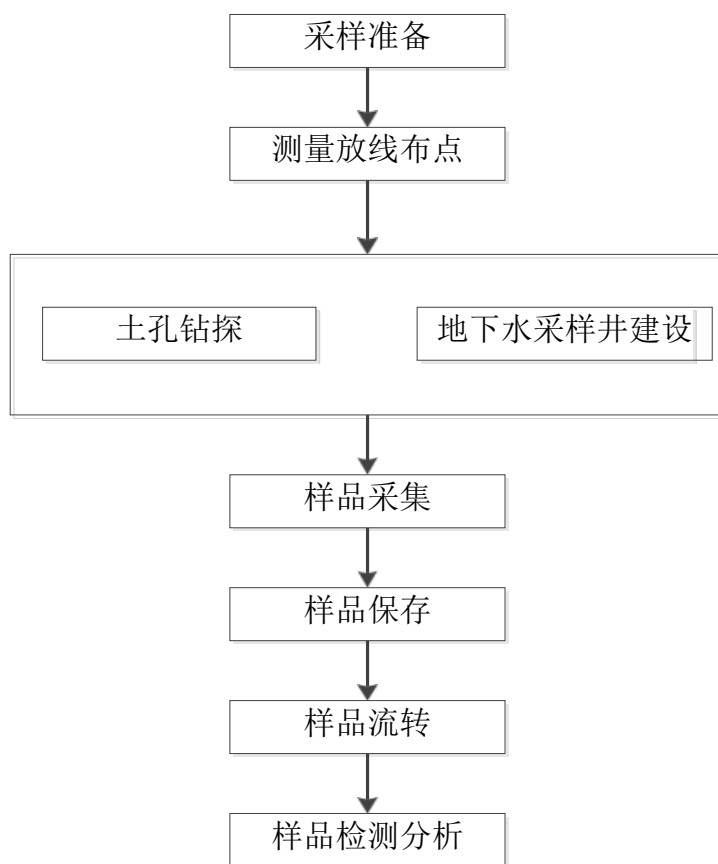 采样准备
测量放线布点
土孔钻探
地下水采样井建设
样品采集
样品保存
样品流转
样品检测分析